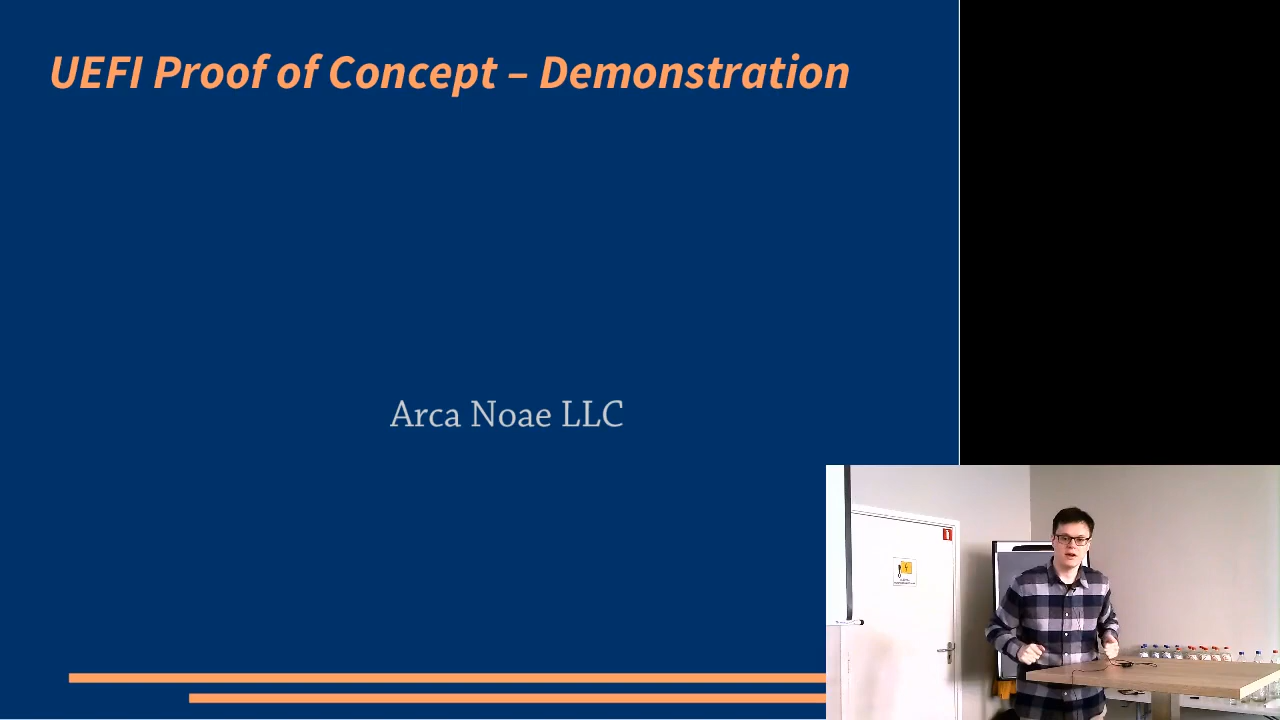 UEFI Proof of Concept – Demonstration
Arca Noae LLC